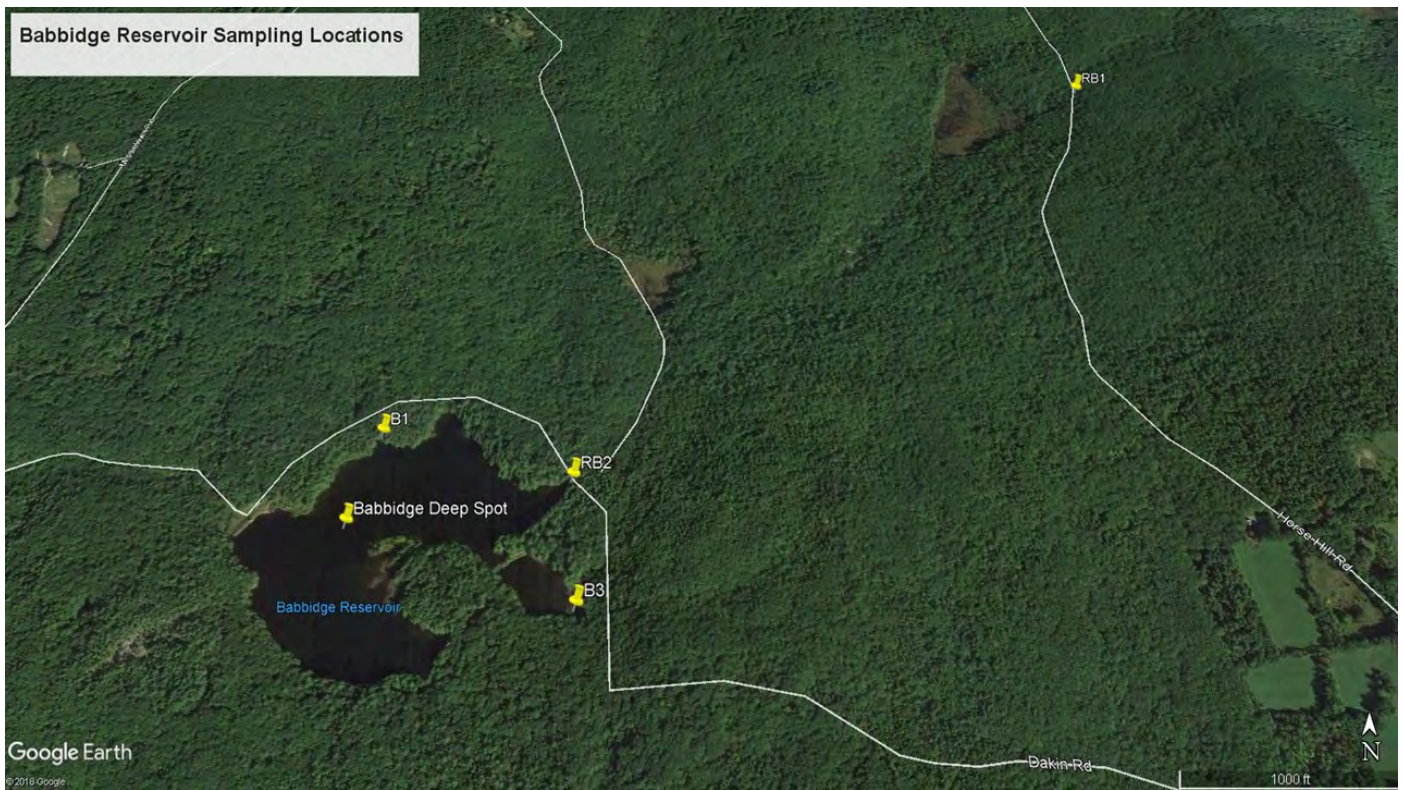 Babbidge Reservoir Sampling Locations
RB1
B1
RB2
Babbidge Deep Spot
Horse Hill Rd
B3
Babbidge Reservoir
Google Earth
N
Dakin Rd
1000 ft
© 2018 Google